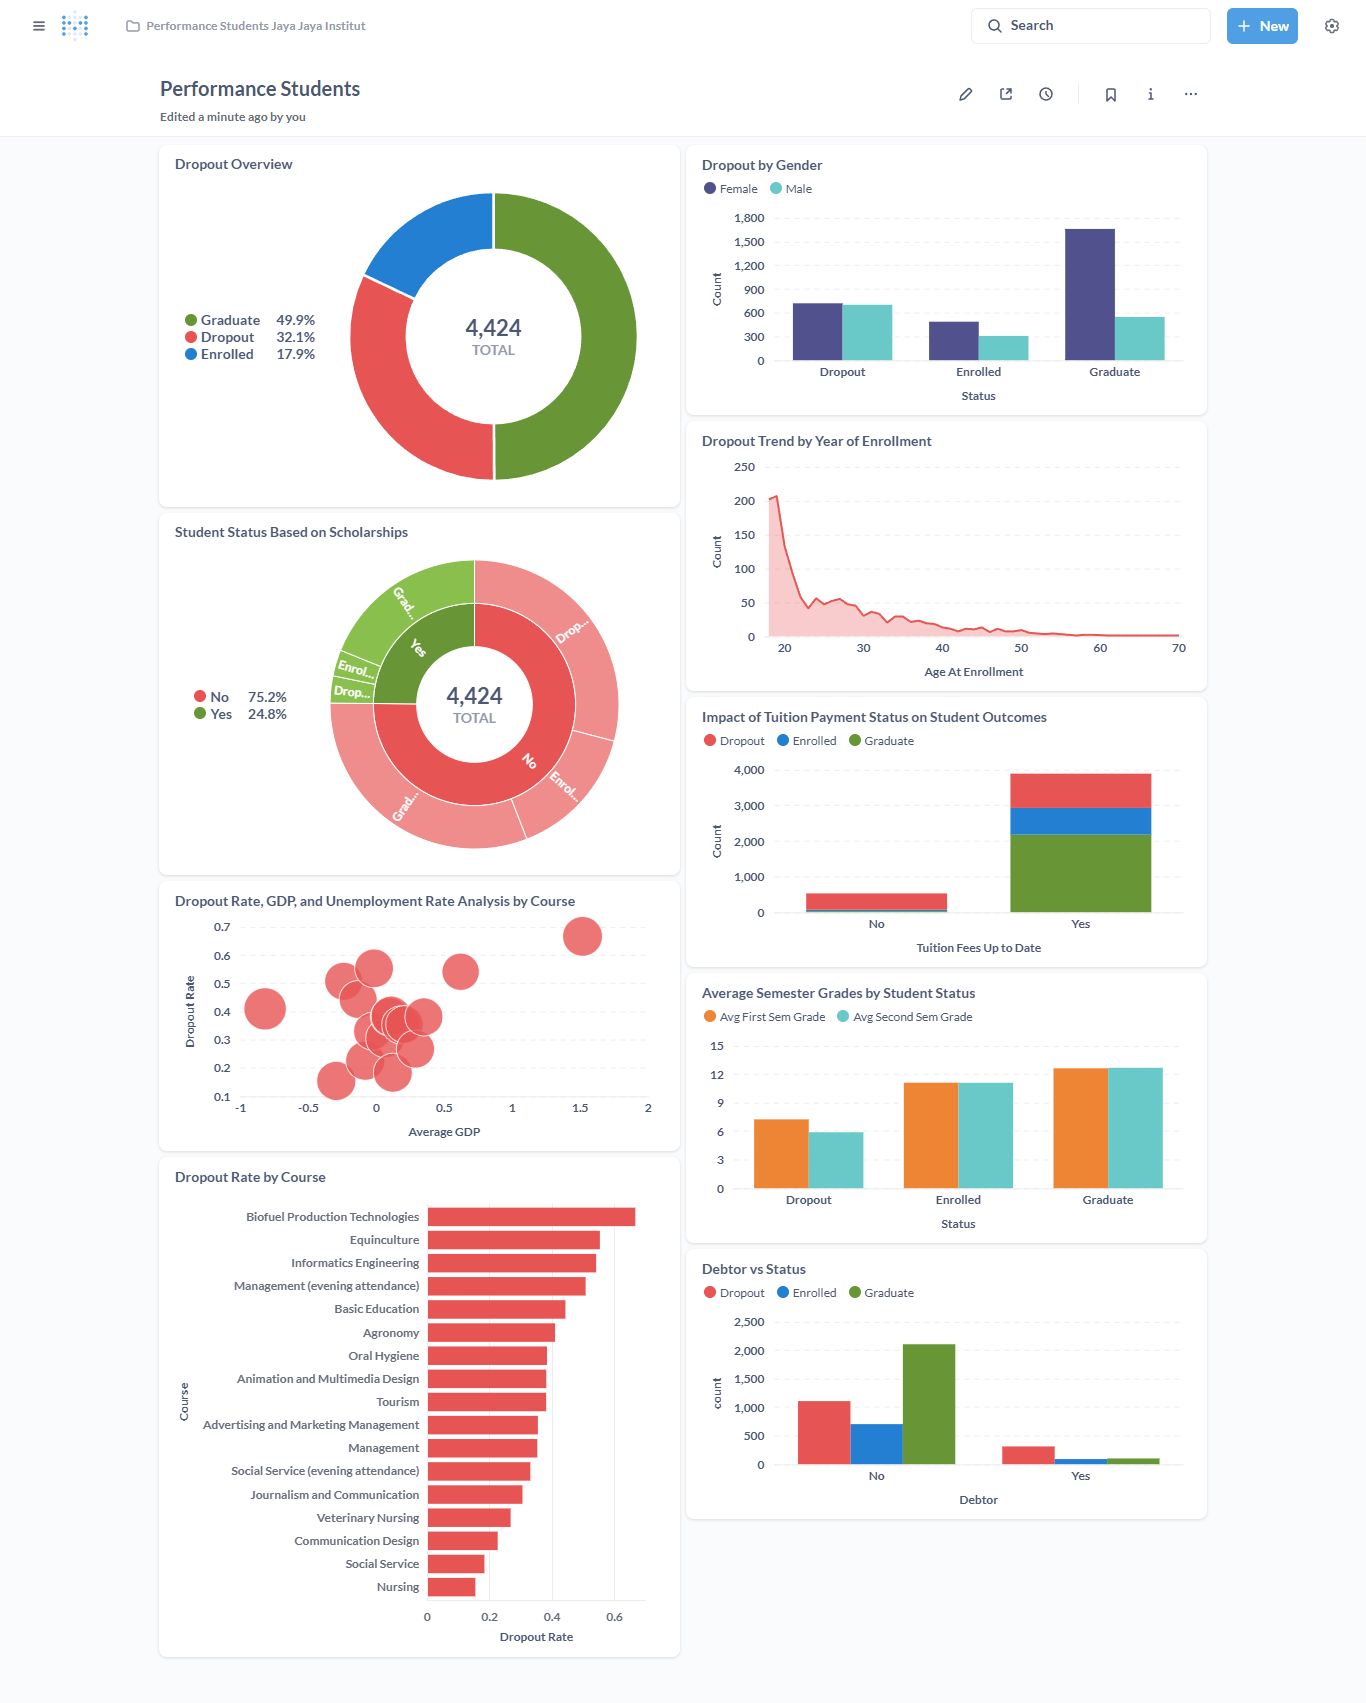 Performance Students Jaya Jaya Institut
Search
New
Performance Students
Edited a minute ago by you
Dropout Overview
Graduate 49.9%
Dropout 32.1%
Enrolled 17.9%
4,424
TOTAL
Dropout by Gender
Female Male
1,800
1,500
1,200
900
600
300
0
Count
Dropout Enrolled Graduate
Status
Dropout Trend by Year of Enrollment
250
200
150
100
50
0
Count
20 30 40 50 60 70
Age At Enrollment
Student Status Based on Scholarships
No 75.2%
Yes 24.8%
4,424
TOTAL
Grad...
Yes
Enrol...
Drop...
Drop...
No
Enrol...
Grad...
Impact of Tuition Payment Status on Student Outcomes
Dropout Enrolled Graduate
4,000
3,000
2,000
1,000
0
Count
No Yes
Tuition Fees Up to Date
Dropout Rate, GDP, and Unemployment Rate Analysis by Course
0.7
0.6
0.5
0.4
0.3
0.2
0.1
Dropout Rate
-1 -0.5 0 0.5 1 1.5 2
Average GDP
Average Semester Grades by Student Status
Avg First Sem Grade Avg Second Sem Grade
15
12
9
6
3
0
Dropout Enrolled Graduate
Status
Dropout Rate by Course
Course
Biofuel Production Technologies
Equinculture
Informatics Engineering
Management (evening attendance)
Basic Education
Agronomy
Oral Hygiene
Animation and Multimedia Design
Tourism
Advertising and Marketing Management
Management
Social Service (evening attendance)
Journalism and Communication
Veterinary Nursing
Communication Design
Social Service
Nursing
0 0.2 0.4 0.6
Dropout Rate
Debtor vs Status
Dropout Enrolled Graduate
2,500
2,000
1,500
1,000
500
0
count
No Yes
Debtor